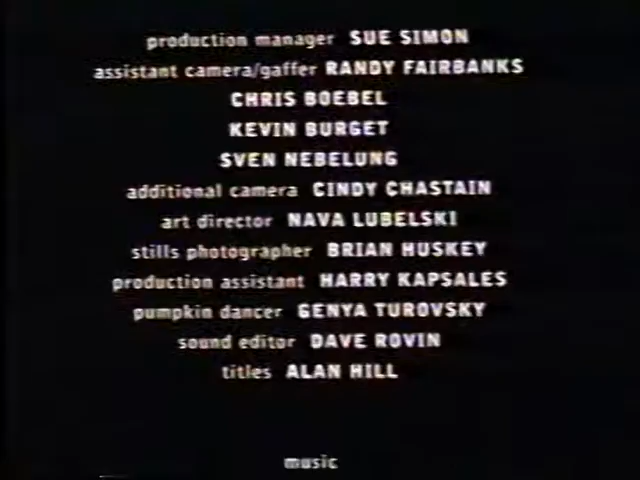 production manager SUE SIMON
assistant camera/gaffer RANDY FAIRBANKS
CHRIS BOEBEL
KEVIN BURGET
SVEN NEBELUNG
additional camera CINDY CHASTAIN
art director NAVA LUBELSKI
stills photographer BRIAN HUSKEY
production assistant HARRY KAPSALES
pumpkin dancer GENYA TUROVSKY
sound editor DAVE ROVIN
titles ALAN HILL
music